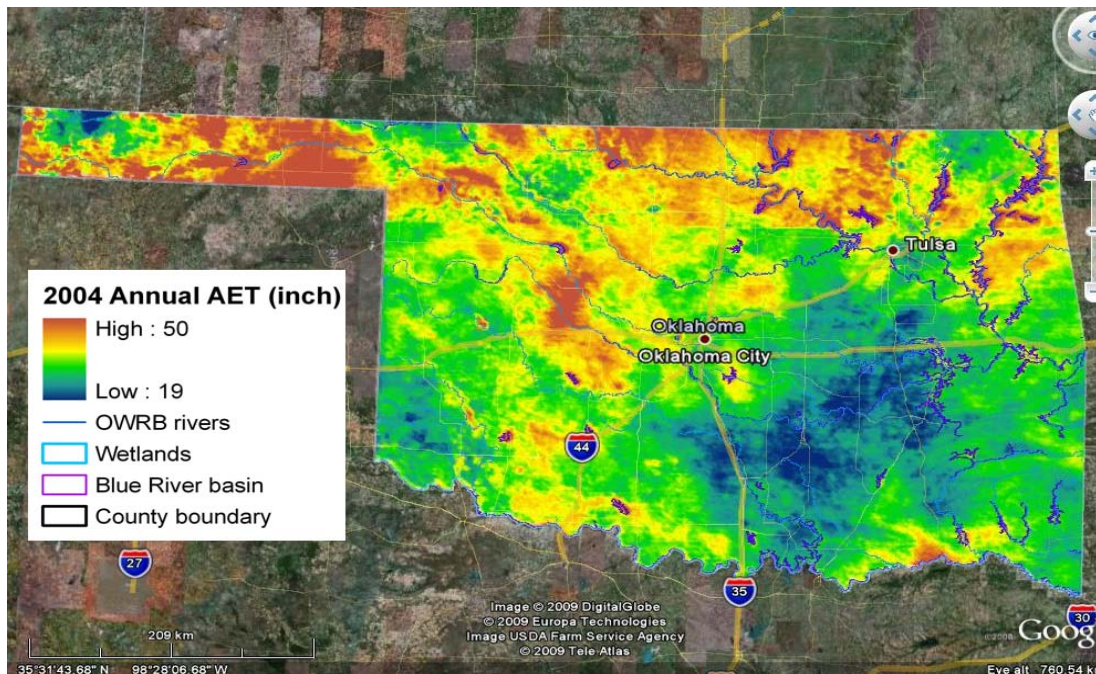 Tulsa
2004 Annual AET (inch)
High : 50
Low : 19
OWRB rivers
Wetlands
Blue River basin
County boundary
Oklahoma
Oklahoma City
44
27
35
30
209 km
Image © 2009 DigitalGlobe
© 2009 Europa Technologies
Image USDA Farm Service Agency
© 2009 Tele Atlas
© 2008 Goog
35°31'43.68" N 98°28'06.68" W
Eye alt 760.54 k